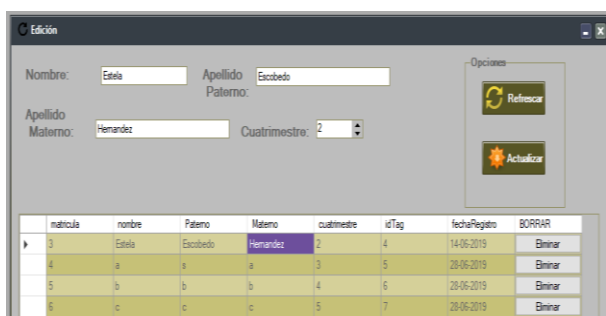 Edición
Nombre: Estela Apellido Paterno: Escobedo
Apellido Materno: Hernandez Cuatrimestre: 2
Opciones
Refrescar
Actualizar
matricula nombre Paterno Materno cuatrimestre idTag fechaRegistro BORRAR
3 Estela Escobedo Hernandez 2 4 14-06-2019 Eliminar
4 a s a 3 5 28-06-2019 Eliminar
5 b b b 4 6 28-06-2019 Eliminar
6 c c c 5 7 28-06-2019 Eliminar